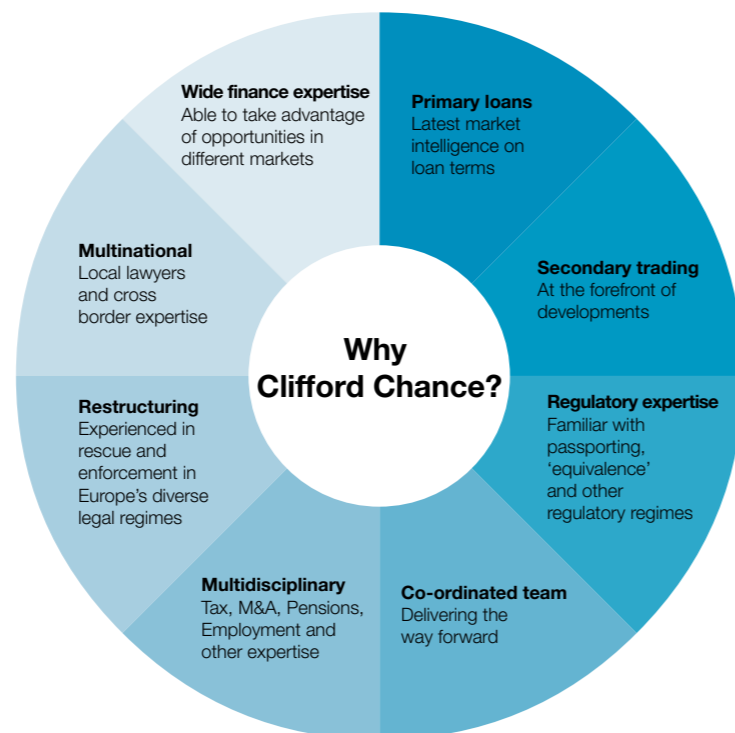 Why
Clifford Chance?
Primary loans
Latest market
intelligence on
loan terms
Secondary trading
At the forefront of
developments
Regulatory expertise
Familiar with
passporting,
‘equivalence’
and other
regulatory regimes
Co-ordinated team
Delivering the
way forward
Multidisciplinary
Tax, M&A, Pensions,
Employment and
other expertise
Restructuring
Experienced in
rescue and
enforcement in
Europe’s diverse
legal regimes
Multinational
Local lawyers
and cross
border expertise
Wide finance expertise
Able to take advantage
of opportunities in
different markets